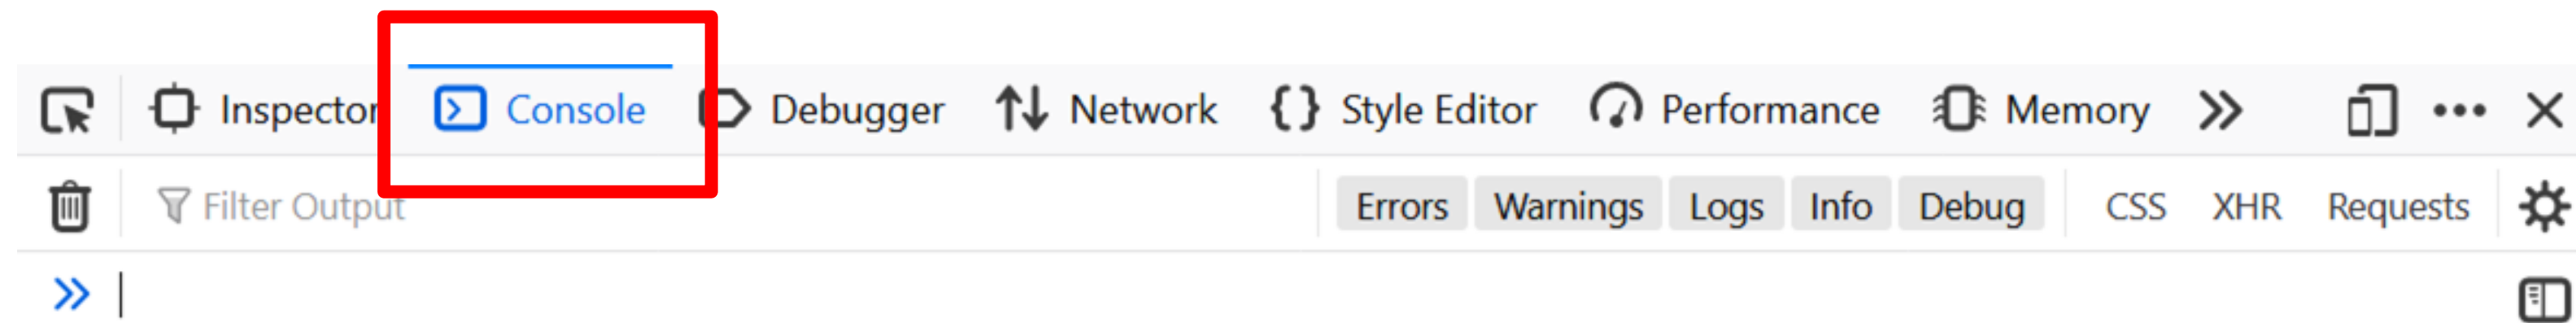 Inspector Console Debugger Network Style Editor Performance Memory
Filter Output Errors Warnings Logs Info Debug CSS XHR Requests